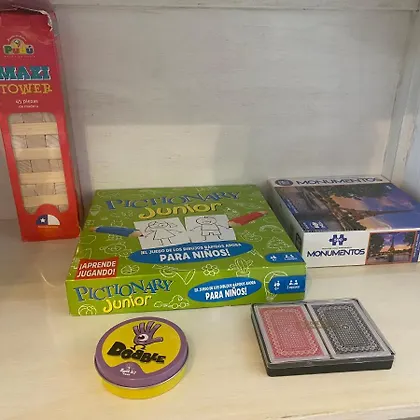 Pulú
MAXI
TOWER
45 piezas
PICTIONARY
Junior
¡EL JUEGO DE LOS DIBUJOS RÁPIDOS AHORA
PARA NIÑOS!
¡APRENDE
JUGANDO!
PICTIONARY
Junior
¡EL JUEGO DE LOS DIBUJOS RÁPIDOS AHORA
PARA NIÑOS!
MONUMENTOS
MONUMENTOS
DOBBLE